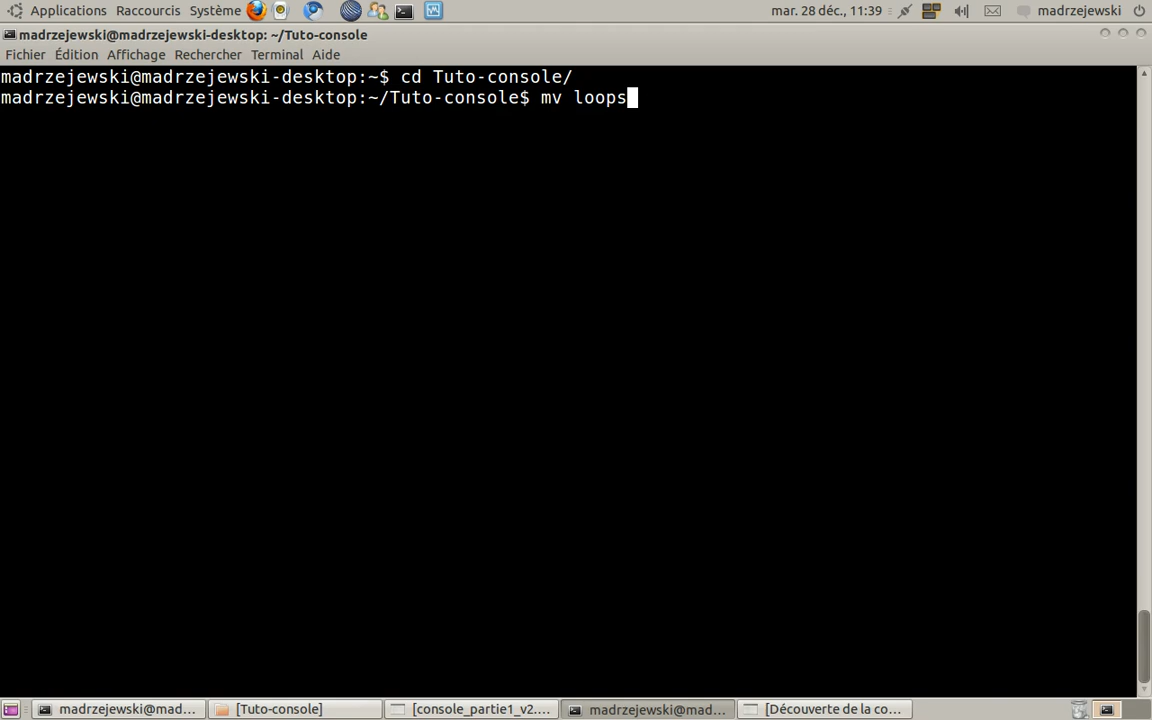 Applications Raccourcis Système mar. 28 déc., 11:39 madrzejewski
madrzejewski@madrzejewski-desktop: ~/Tuto-console
Fichier Édition Affichage Rechercher Terminal Aide
madrzejewski@madrzejewski-desktop:~$ cd Tuto-console/
madrzejewski@madrzejewski-desktop:~/Tuto-console$ mv loops
madrzejewski@mad... [Tuto-console] [console_partie1_v2.... madrzejewski@mad... [Découverte de la co...